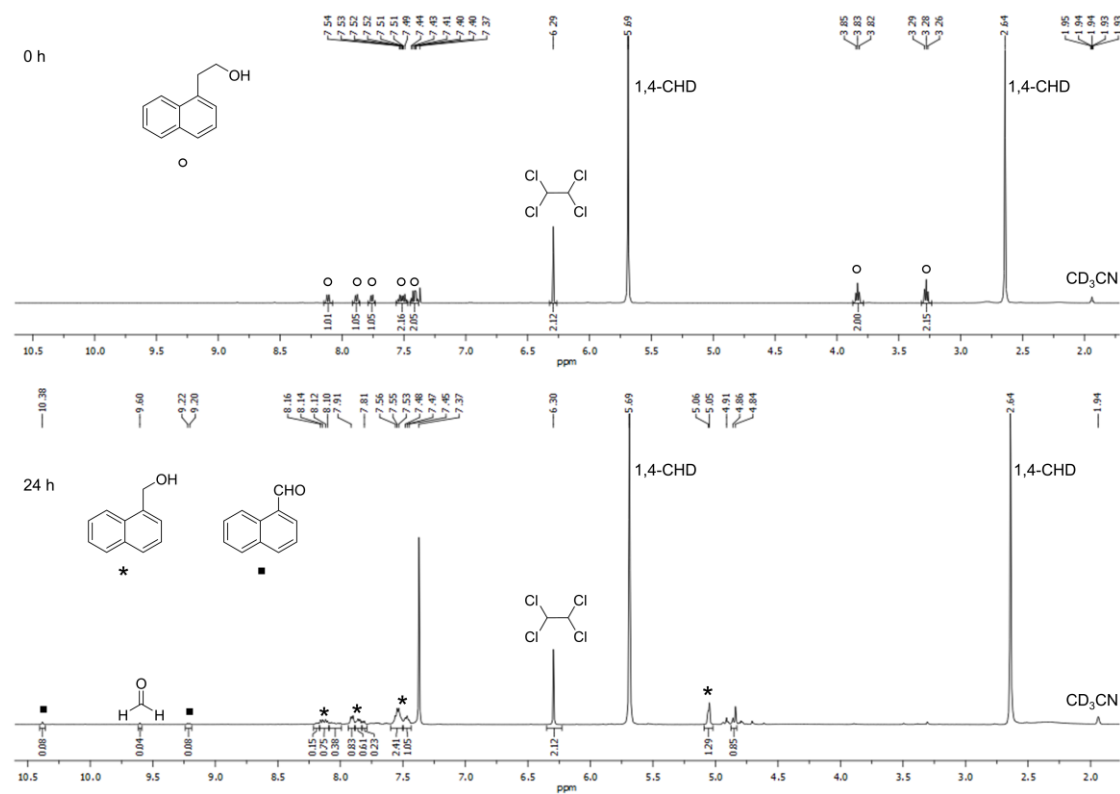 7.54 7.53 7.52 7.52 7.51 7.51 7.49 7.44 7.43 7.41 7.40 7.40 7.37 6.29 5.69 3.85 3.83 3.82 3.29 3.28 3.26 2.64 1.95 1.94 1.94 1.93 1.93
0 h
OH
1,4-CHD 1,4-CHD
Cl Cl
Cl Cl
CD3CN
1.01 1.05 1.05 2.16 2.05 2.12 2.00 2.15
10.5 10.0 9.5 9.0 8.5 8.0 7.5 7.0 6.5 6.0 5.5 5.0 4.5 4.0 3.5 3.0 2.5 2.0
ppm
10.38 9.60 9.22 9.20 8.16 8.14 8.12 8.10 7.91 7.81 7.56 7.55 7.53 7.48 7.47 7.45 7.37 6.30 5.69 5.06 5.05 4.91 4.86 4.84 2.64 1.94
24 h
OH CHO
1,4-CHD 1,4-CHD
*
Cl Cl
Cl Cl
O
H H
* * * *
CD3CN
0.08 0.04 0.08 0.15 0.75 0.38 0.83 0.61 0.23 2.41 1.05 2.12 1.29 0.85
10.5 10.0 9.5 9.0 8.5 8.0 7.5 7.0 6.5 6.0 5.5 5.0 4.5 4.0 3.5 3.0 2.5 2.0
ppm